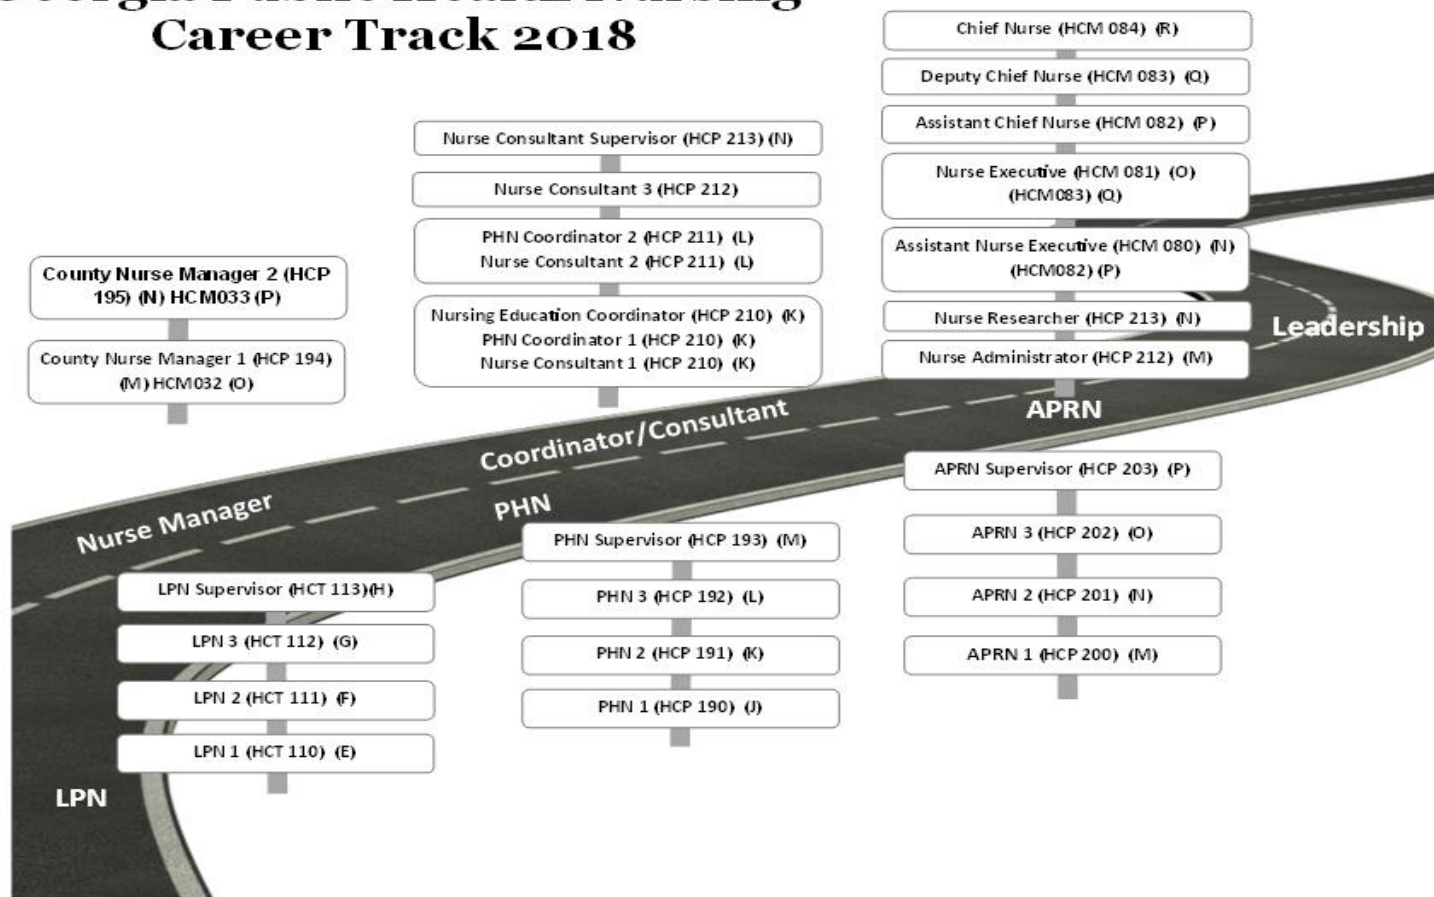 Georgia Public Health Nursing
Career Track 2018
Chief Nurse (HCM 084) (R)
Deputy Chief Nurse (HCM 083) (Q)
Assistant Chief Nurse (HCM 082) (P)
Nurse Executive (HCM 081) (O)
(HCM083) (Q)
Assistant Nurse Executive (HCM 080) (N)
(HCM082) (P)
Nurse Researcher (HCP 213) (N)
Nurse Administrator (HCP 212) (M)
Leadership
Nurse Consultant Supervisor (HCP 213) (N)
Nurse Consultant 3 (HCP 212)
PHN Coordinator 2 (HCP 211) (L)
Nurse Consultant 2 (HCP 211) (L)
Nursing Education Coordinator (HCP 210) (K)
PHN Coordinator 1 (HCP 210) (K)
Nurse Consultant 1 (HCP 210) (K)
Coordinator/Consultant
County Nurse Manager 2 (HCP
195) (N) HCM033 (P)
County Nurse Manager 1 (HCP 194)
(M) HCM032 (O)
Nurse Manager
APRN
APRN Supervisor (HCP 203) (P)
APRN 3 (HCP 202) (O)
APRN 2 (HCP 201) (N)
APRN 1 (HCP 200) (M)
PHN
PHN Supervisor (HCP 193) (M)
PHN 3 (HCP 192) (L)
PHN 2 (HCP 191) (K)
PHN 1 (HCP 190) (J)
LPN Supervisor (HCT 113)(H)
LPN 3 (HCT 112) (G)
LPN 2 (HCT 111) (F)
LPN 1 (HCT 110) (E)
LPN